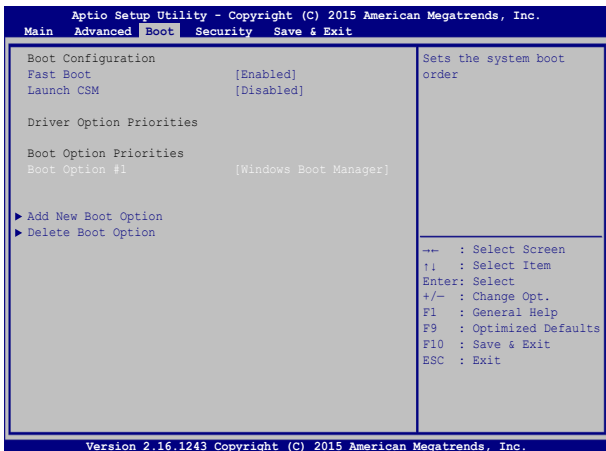 Aptio Setup Utility - Copyright (C) 2015 American Megatrends, Inc.
Main Advanced Boot Security Save & Exit
Boot Configuration
Fast Boot [Enabled]
Launch CSM [Disabled]
Driver Option Priorities
Boot Option Priorities
Boot Option #1 [Windows Boot Manager]
▶ Add New Boot Option
▶ Delete Boot Option
Sets the system boot
order
→← : Select Screen
↑↓ : Select Item
Enter: Select
+/— : Change Opt.
F1 : General Help
F9 : Optimized Defaults
F10 : Save & Exit
ESC : Exit
Version 2.16.1243 Copyright (C) 2015 American Megatrends, Inc.